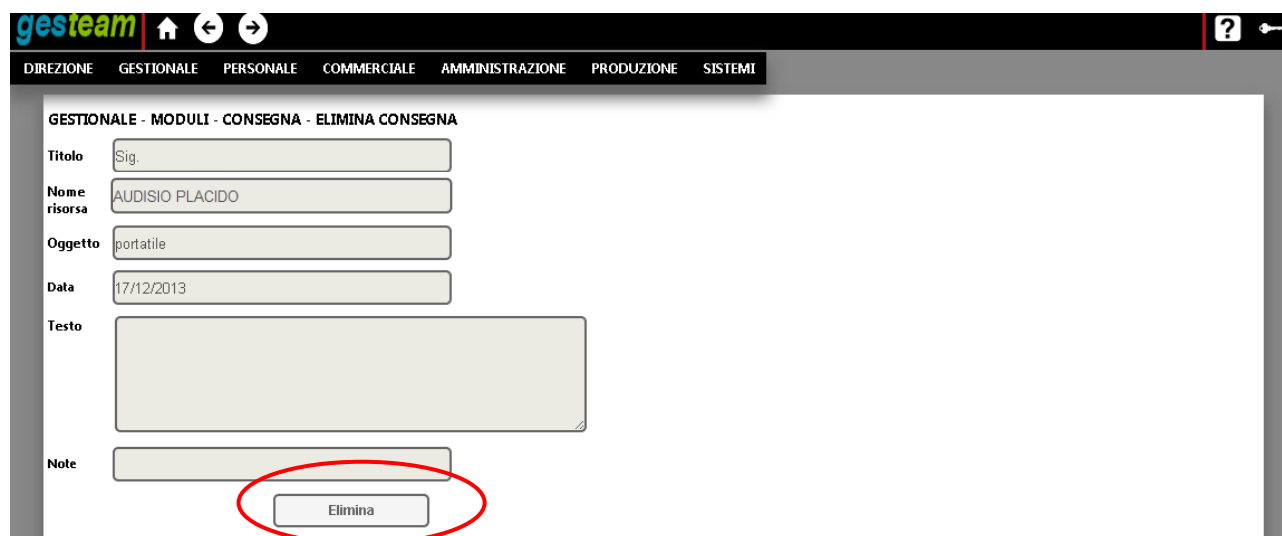 gesteam
?
DIREZIONE GESTIONALE PERSONALE COMMERCIALE AMMINISTRAZIONE PRODUZIONE SISTEMI
GESTIONALE - MODULI - CONSEGNA - ELIMINA CONSEGNA
Titolo Sig.
Nome
risorsa
AUDISIO PLACIDO
Oggetto portatile
Data 17/12/2013
Testo
Note
Elimina